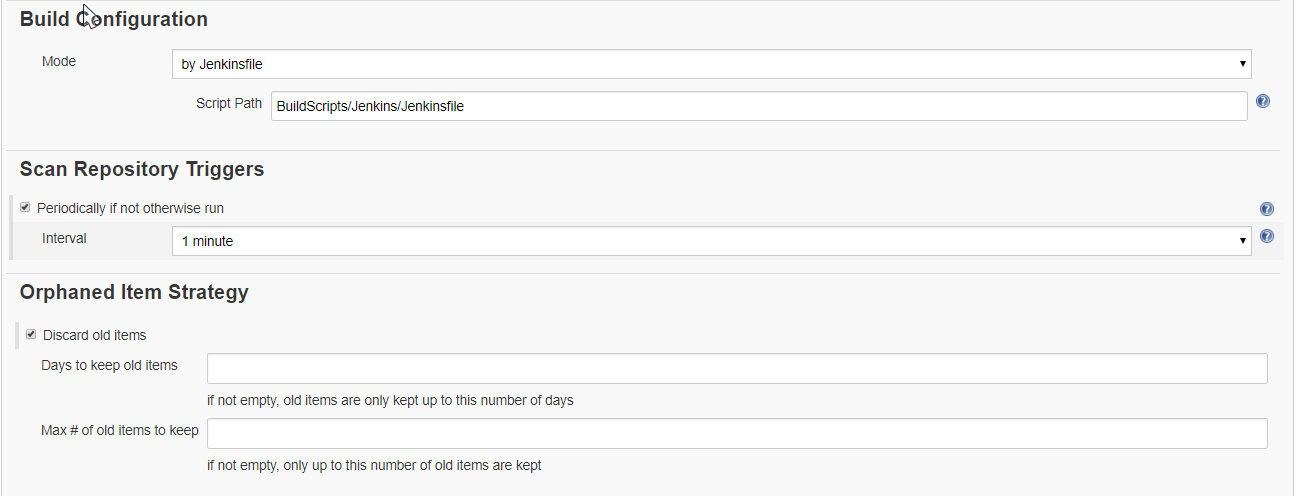 Build Configuration
Mode
by Jenkinsfile
Script Path
BuildScripts/Jenkins/Jenkinsfile
Scan Repository Triggers
Periodically if not otherwise run
Interval
1 minute
Orphaned Item Strategy
Discard old items
Days to keep old items
if not empty, old items are only kept up to this number of days
Max # of old items to keep
if not empty, only up to this number of old items are kept